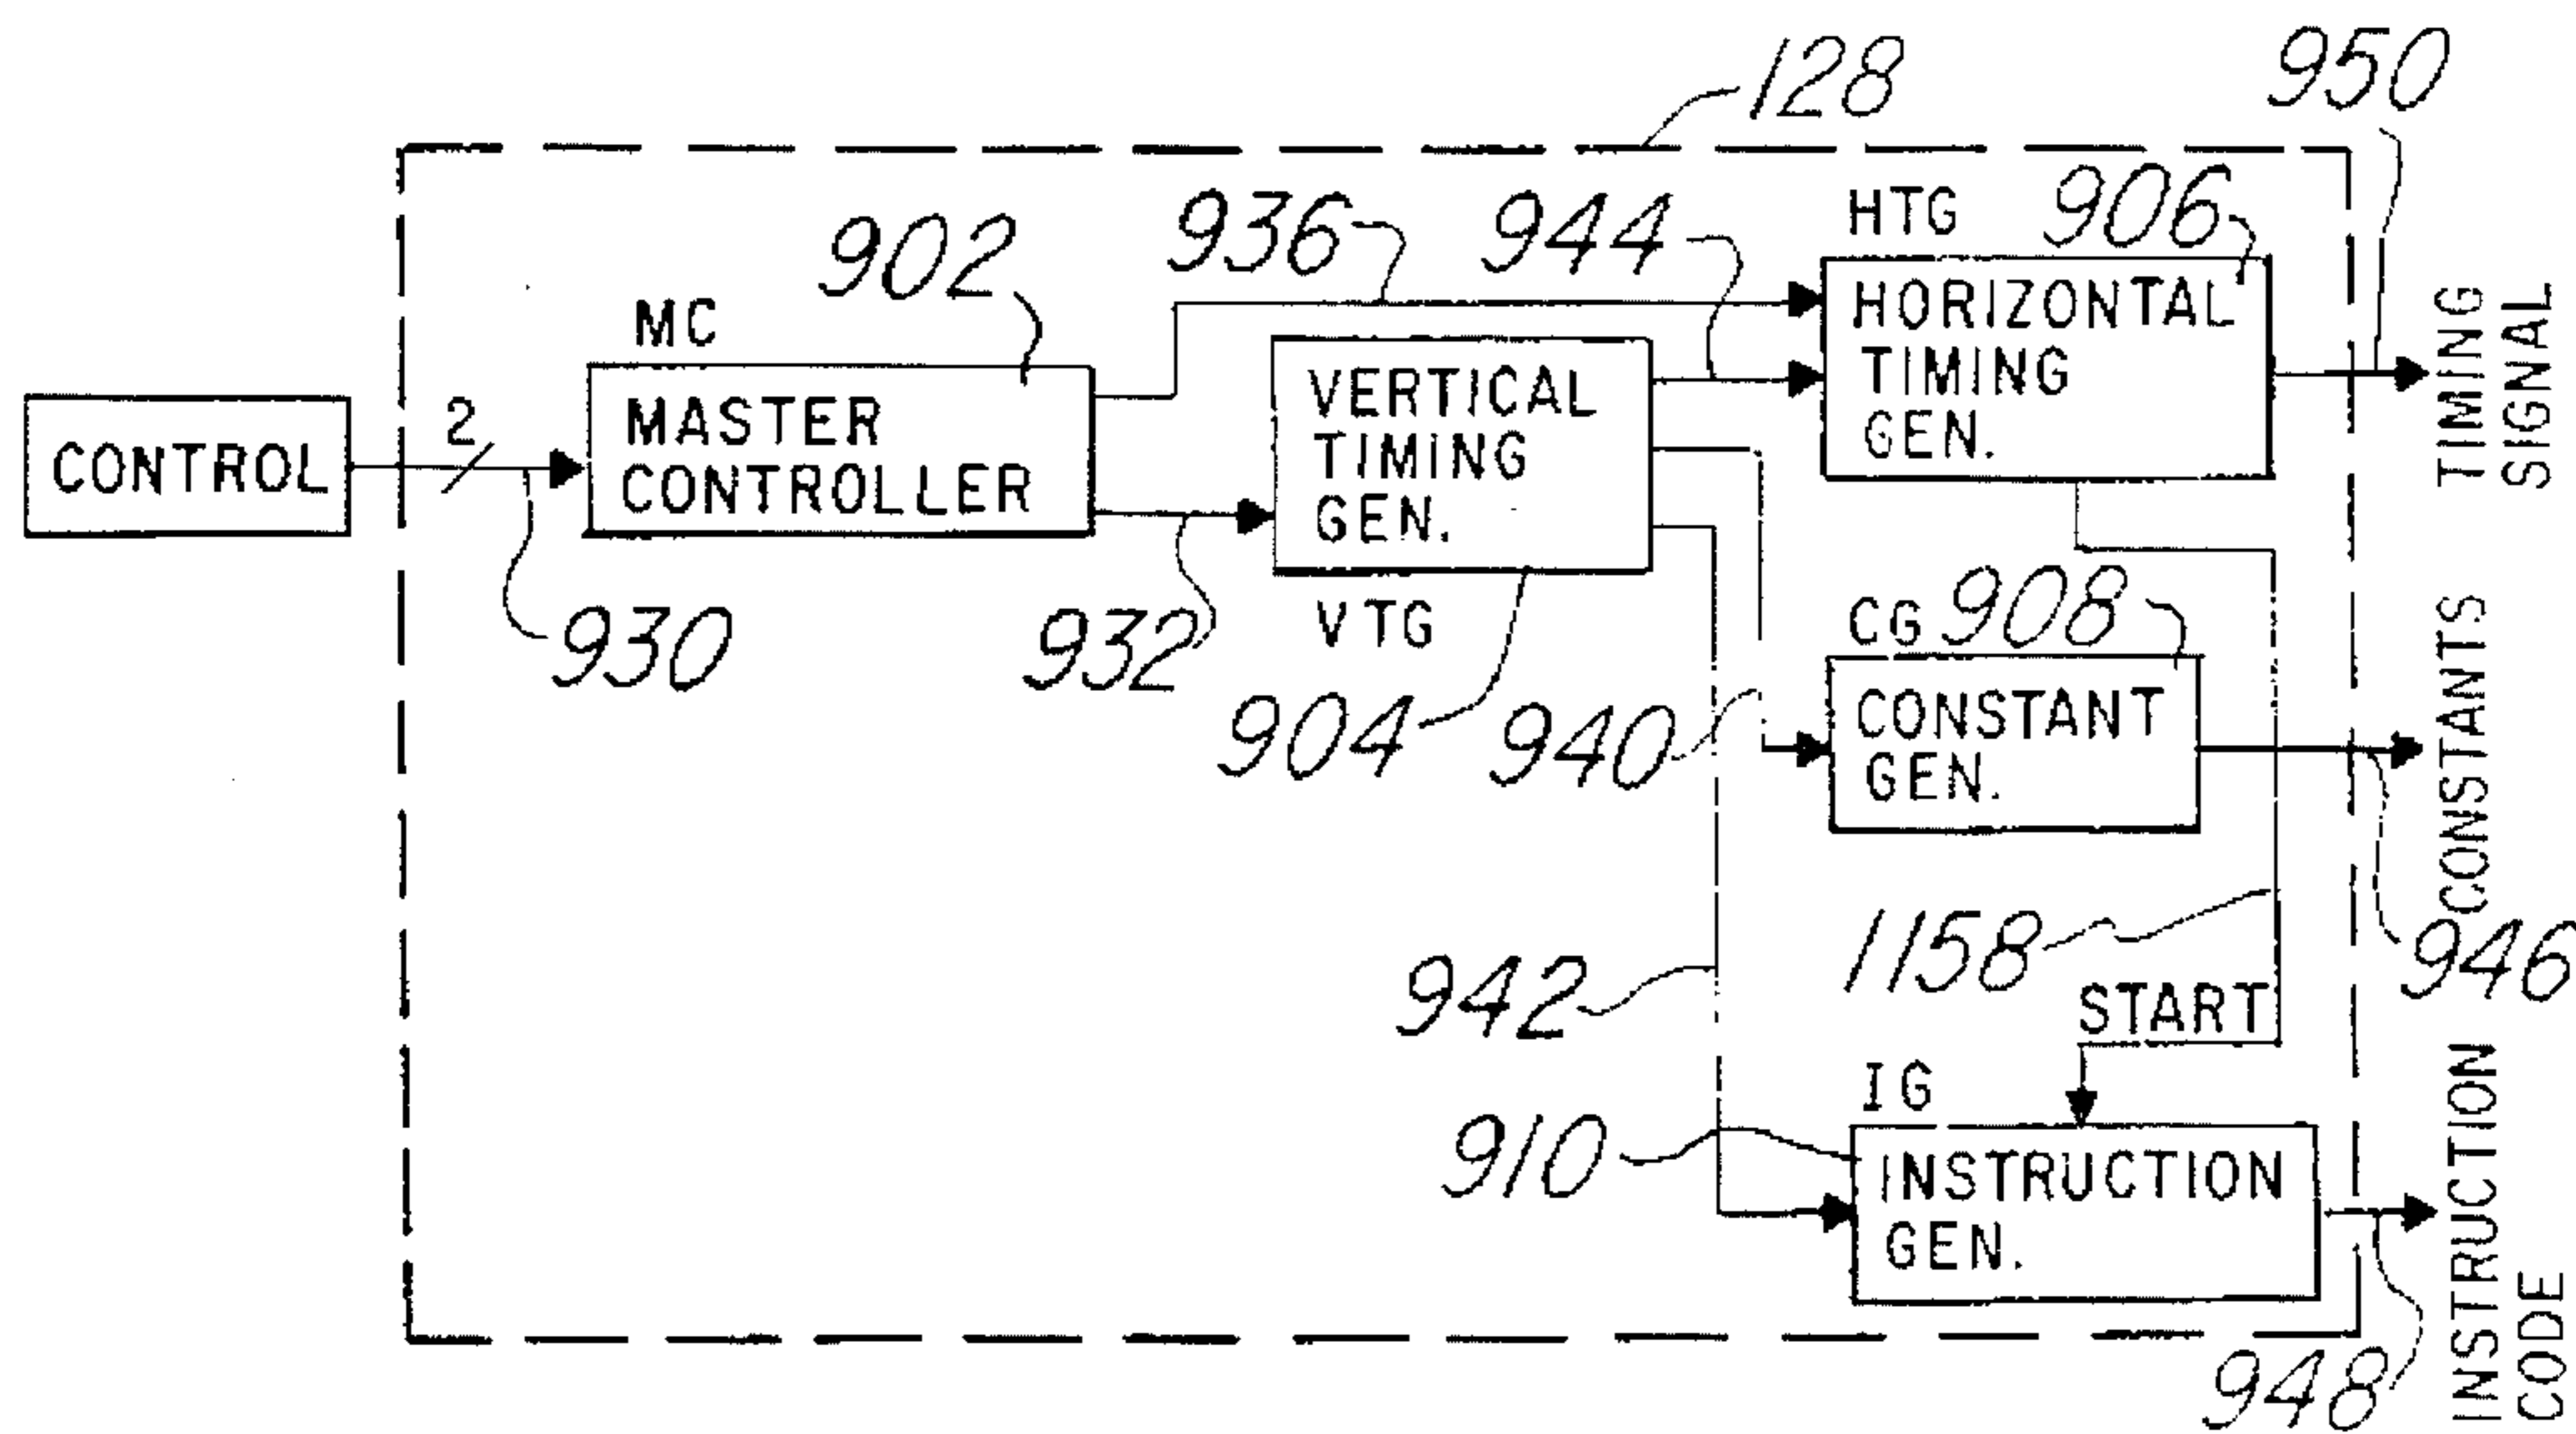 128
950
HTG
906
936
944
902
MC
HORIZONTAL
TIMING
GEN.
TIMING
SIGNAL
VERTICAL
TIMING
GEN.
MASTER
CONTROLLER
2
CONTROL
930
932
VTG
904
940
CG
908
CONSTANT
GEN.
CONSTANTS
946
1158
START
942
IG
910
INSTRUCTION
GEN.
INSTRUCTION
CODE
948